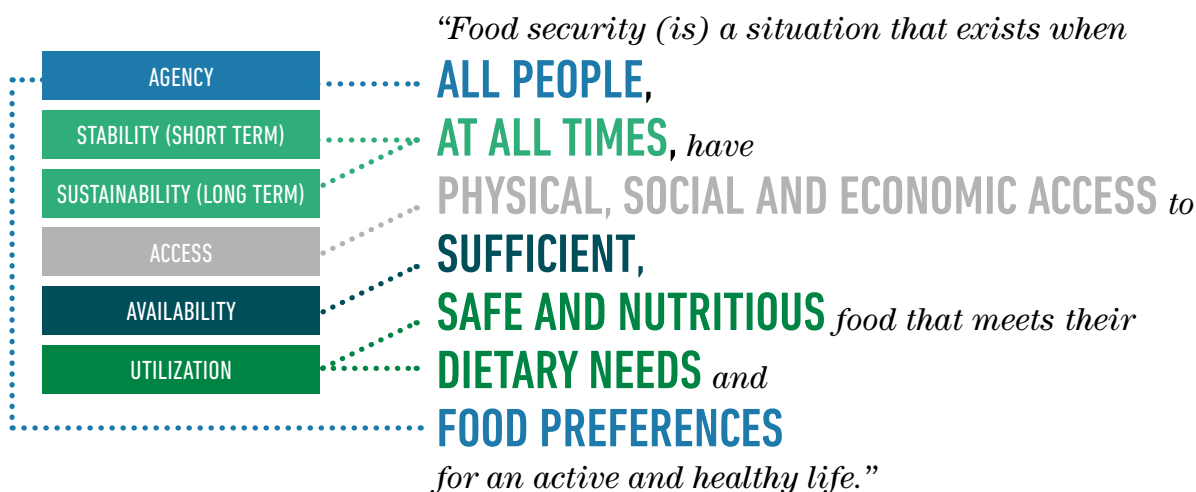 “Food security (is) a situation that exists when
AGENCY
ALL PEOPLE,
STABILITY (SHORT TERM)
AT ALL TIMES, have
SUSTAINABILITY (LONG TERM)
PHYSICAL, SOCIAL AND ECONOMIC ACCESS to
ACCESS
SUFFICIENT,
AVAILABILITY
SAFE AND NUTRITIOUS food that meets their
UTILIZATION
DIETARY NEEDS and
FOOD PREFERENCES
for an active and healthy life.”